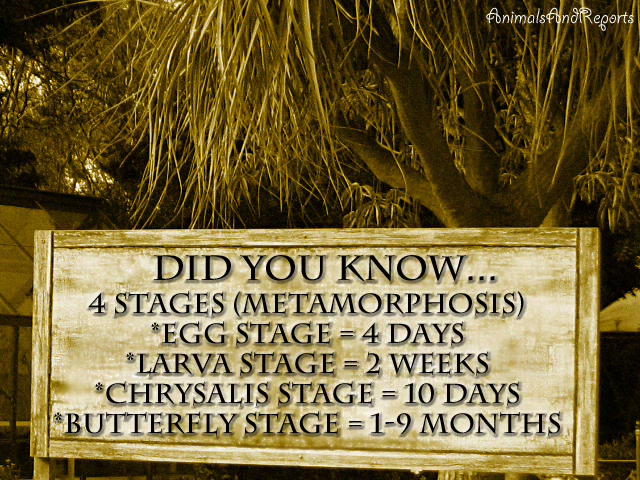 AnimalsAndReports
DID YOU KNOW...
4 STAGES (METAMORPHOSIS)
*EGG STAGE = 4 DAYS
*LARVA STAGE = 2 WEEKS
*CHRYSALIS STAGE = 10 DAYS
*BUTTERFLY STAGE = 1-9 MONTHS